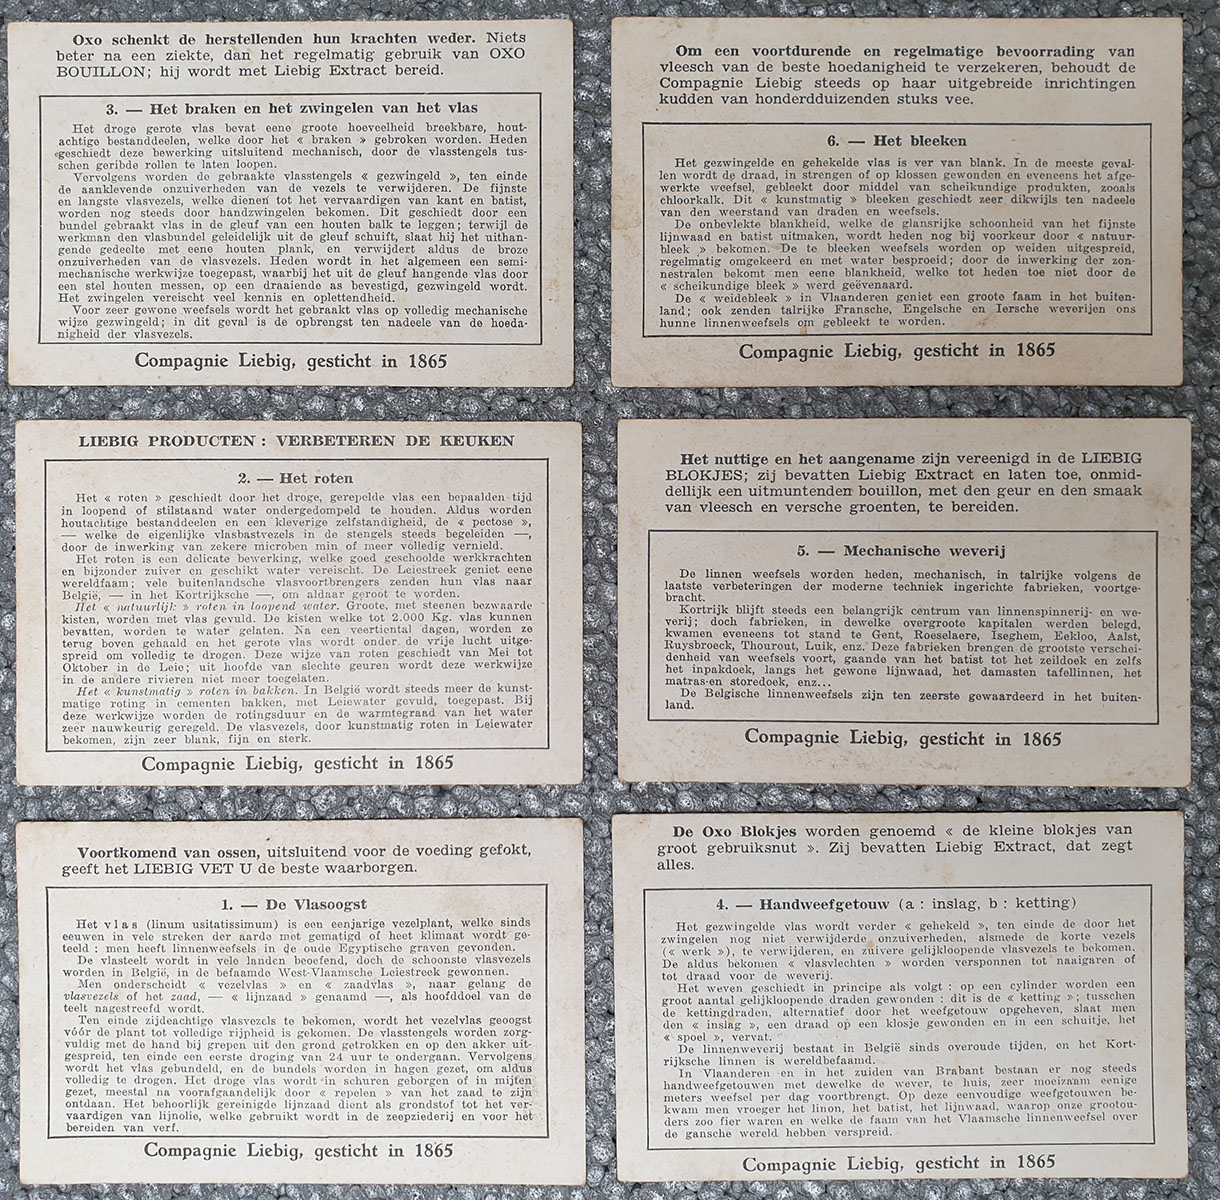 Oxo schenkt de herstellenden hun krachten weder. Niets
beter na een ziekte, dan het regelmatig gebruik van OXO
BOUILLON; hij wordt met Liebig Extract bereid.
3. — Het braken en het zwingelen van het vlas
Het droge gerote vlas bevat eene groote hoeveelheid breekbare, hout-
achtige bestanddeelen, welke door het « braken » gebroken worden. Heden
geschiedt deze bewerking uitsluitend mechanisch, door de vlasstengels tus-
schen geribde rollen te laten loopen.
Vervolgens worden de gebraakte vlasstengels « gezwingeld », ten einde
de aanklevende onzuiverheden van de vezels te verwijderen. De fijnste
en langste vlasvezels, welke dienen tot het vervaardigen van kant en batist,
worden nog steeds door handzwingelen bekomen. Dit geschiedt door een
bundel gebraakt vlas in de gleuf van een houten balk te leggen; terwijl de
werkman den vlasbundel geleidelijk uit de gleuf schuift, slaat hij het uithan-
gende gedeelte met eene houten plank, en verwijdert aldus de broze
onzuiverheden van de vlasvezels. Heden wordt in het algemeen een semi-
mechanische werkwijze toegepast, waarbij het uit de gleuf hangende vlas door
een stel houten messen, op een draaiende as bevestigd, gezwingeld wordt.
Het zwingelen vereischt veel kennis en oplettendheid.
Voor zeer gewone weefsels wordt het gebraakt vlas op volledig mechanische
wijze gezwingeld; in dit geval is de opbrengst ten nadeele van de hoeda-
nigheid der vlasvezels.
Compagnie Liebig, gesticht in 1865
Om een voortdurende en regelmatige bevoorrading van
vleesch van de beste hoedanigheid te verzekeren, behoudt de
Compagnie Liebig steeds op haar uitgebreide inrichtingen
kudden van honderdduizenden stuks vee.
6. — Het bleeken
Het gezwingelde en gehekelde vlas is ver van blank. In de meeste geval-
len wordt de draad, in strengen of op klossen gewonden en eveneens het afge-
werkte weefsel, gebleekt door middel van scheikundige produkten, zooals
chloorkalk. Dit « kunstmatig » bleeken geschiedt zeer dikwijls ten nadeele
van den weerstand van draden en weefsels.
De onbevlekte blankheid, welke de glansrijke schoonheid van het fijnste
lijnwaad en batist uitmaken, wordt heden nog bij voorkeur door « natuur-
bleek » bekomen. De te bleeken weefsels worden op weiden uitgespreid,
regelmatig omgekeerd en met water besproeid; door de inwerking der zon-
nestralen bekomt men eene blankheid, welke tot heden toe niet door de
« scheikundige bleek » werd geëvenaard.
De « weidebleek » in Vlaanderen geniet een groote faam in het buiten-
land; ook zenden talrijke Fransche, Engelsche en Iersche weverijen ons
hunne linnenweefsels om gebleekt te worden.
Compagnie Liebig, gesticht in 1865
LIEBIG PRODUCTEN : VERBETEREN DE KEUKEN
2. — Het roten
Het « roten » geschiedt door het droge, gerepelde vlas een bepaalden tijd
in loopend of stilstaand water ondergedompeld te houden. Aldus worden
houtachtige bestanddeelen en een kleverige zelfstandigheid, de « pectose »,
— welke de eigenlijke vlasbastvezels in de stengels steeds begeleiden —,
door de inwerking van zekere microben min of meer volledig vernield.
Het roten is een delicate bewerking, welke goed geschoolde werkkrachten
en bijzonder zuiver en geschikt water vereischt. De Leiestreek geniet eene
wereldfaam; vele buitenlandsche vlasvoortbrengers zenden hun vlas naar
België, — in het Kortrijksche —, om aldaar geroot te worden.
Het « natuurlijk » roten in loopend water. Groote, met steenen bezwaarde
kisten, worden met vlas gevuld. De kisten welke tot 2.000 Kg. vlas kunnen
bevatten, worden te water gelaten. Na een veertiental dagen, worden ze
terug boven gehaald en het gerote vlas wordt onder de vrije lucht uitge-
spreid om volledig te drogen. Deze wijze van roten geschiedt van Mei tot
Oktober in de Leie; uit hoofde van slechte geuren wordt deze werkwijze
in de andere rivieren niet meer toegelaten.
Het « kunstmatig » roten in bakken. In België wordt steeds meer de kunst-
matige roting in cementen bakken, met Leiewater gevuld, toegepast. Bij
deze werkwijze worden de rotingsduur en de warmtegraad van het water
zeer nauwkeurig geregeld. De vlasvezels, door kunstmatig roten in Leiewater
bekomen, zijn zeer blank, fijn en sterk.
Compagnie Liebig, gesticht in 1865
Het nuttige en het aangename zijn vereenigd in de LIEBIG
BLOKJES; zij bevatten Liebig Extract en laten toe, onmid-
dellijk een uitmuntenden bouillon, met den geur en den smaak
van vleesch en versche groenten, te bereiden.
5. — Mechanische weverij
De linnen weefsels worden heden, mechanisch, in talrijke volgens de
laatste verbeteringen der moderne techniek ingerichte fabrieken, voortge-
bracht.
Kortrijk blijft steeds een belangrijk centrum van linnenspinnerij- en we-
verij; doch fabrieken, in dewelke overgroote kapitalen werden belegd,
kwamen eveneens tot stand te Gent, Roeselaere, Iseghem, Eekloo, Aalst,
Ruysbroeck, Thourout, Luik, enz. Deze fabrieken brengen de grootste verschei-
denheid van weefsels voort, gaande van het batist tot het zeildoek en zelfs
het inpakdoek, langs het gewone lijnwaad, het damasten tafellinnen, het
matras-en storedoek, enz...
De Belgische linnenweefsels zijn ten zeerste gewaardeerd in het buiten-
land.
Compagnie Liebig, gesticht in 1865
Voortkomend van ossen, uitsluitend voor de voeding gefokt,
geeft het LIEBIG VET U de beste waarborgen.
1. — De Vlasoogst
Het vlas (linum usitatissimum) is een eenjarige vezelplant, welke sinds
eeuwen in vele streken der aarde met gematigd of heet klimaat wordt ge-
teeld : men heeft linnenweefsels in de oude Egyptische graven gevonden.
De vlasteelt wordt in vele landen beoefend, doch de schoonste vlasvezels
worden in België, in de befaamde West-Vlaamsche Leiestreek gewonnen.
Men onderscheidt « vezelvlas » en « zaadvlas », naar gelang de
vlasvezels of het zaad, — « lijnzaad » genaamd —, als hoofddoel van de
teelt nagestreefd wordt.
Ten einde zijdeachtige vlasvezels te bekomen, wordt het vezelvlas geoogst
vóór de plant tot volledige rijpheid is gekomen. De vlasstengels worden zorg-
vuldig met de hand bij grepen uit den grond getrokken en op den akker uit-
gespreid, ten einde een eerste droging van 24 uur te ondergaan. Vervolgens
wordt het vlas gebundeld, en de bundels worden in hagen gezet, om aldus
volledig te drogen. Het droge vlas wordt in schuren geborgen of in mijten
gezet, meestal na voorafgaandelijk door « repelen » van het zaad te zijn
ontdaan. Het behoorlijk gereinigde lijnzaad dient als grondstof tot het ver-
vaardigen van lijnolie, welke gebruikt wordt in de zeepziederij en voor het
bereiden van verf.
Compagnie Liebig, gesticht in 1865
De Oxo Blokjes worden genoemd « de kleine blokjes van
groot gebruiksnut ». Zij bevatten Liebig Extract, dat zegt
alles.
4. — Handweefgetouw (a : inslag, b : ketting)
Het gezwingelde vlas wordt verder « gehekeld », ten einde de door het
zwingelen nog niet verwijderde onzuiverheden, alsmede de korte vezels
(« werk »), te verwijderen, en zuivere gelijkloopende vlasvezels te bekomen.
De aldus bekomen « vlasvlechten » worden versponnen tot naaigaren of
tot draad voor de weverij.
Het weven geschiedt in principe als volgt : op een cylinder worden een
groot aantal gelijkloopende draden gewonden : dit is de « ketting »; tusschen
de kettingdraden, alternatief door het weefgetouw opgeheven, slaat men
den « inslag », een draad op een klosje gewonden en in een schuitje, het
« spoel », vervat.
De linnenweverij bestaat in België sinds overoude tijden, en het Kort-
rijksche linnen is wereldbefaamd.
In Vlaanderen en in het zuiden van Brabant bestaan er nog steeds
handweefgetouwen met dewelke de wever, te huis, zeer moeizaam eenige
meters weefsel per dag voortbrengt. Op deze eenvoudige weefgetouwen be-
kwam men vroeger het linon, het batist, het lijnwaad, waarop onze grootou-
ders zoo fier waren en welke de faam van het Vlaamsche linnenweefsel over
de gansche wereld hebben verspreid.
Compagnie Liebig, gesticht in 1865